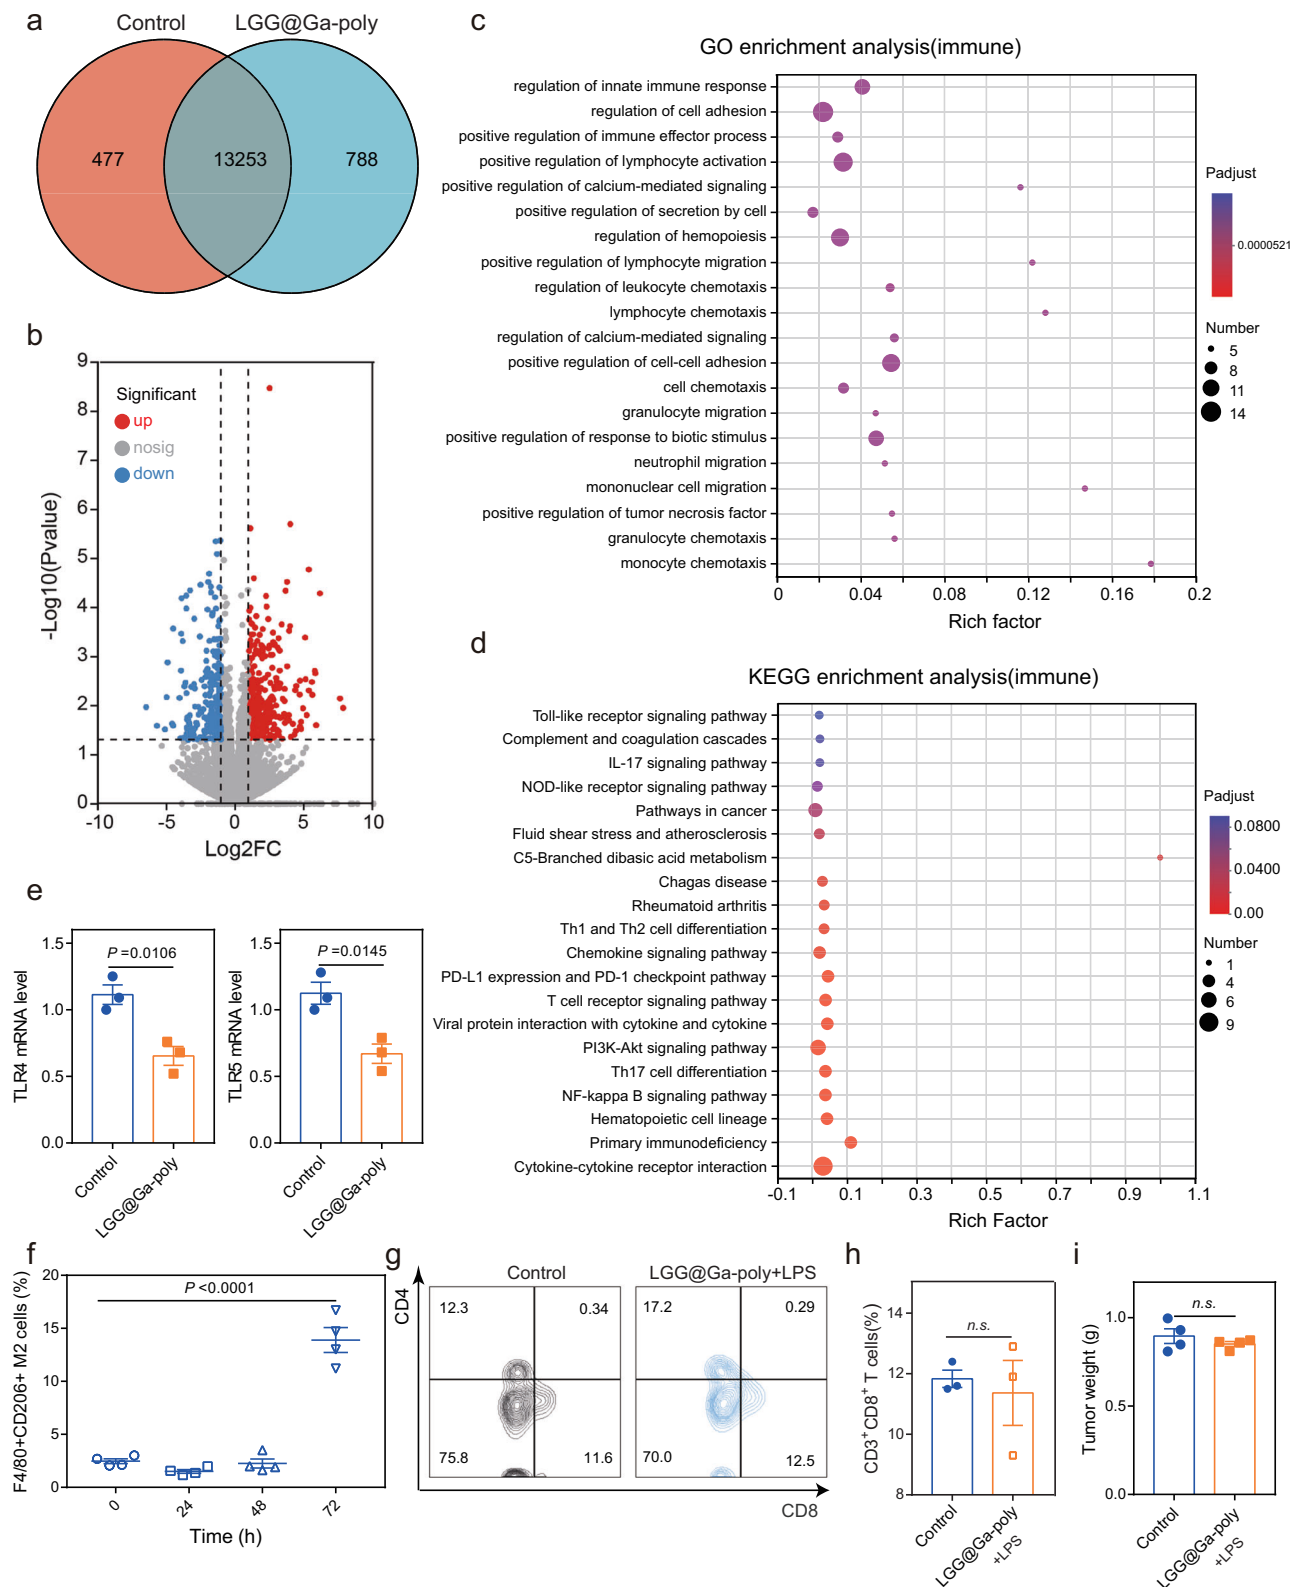 a
Control
LGG@Ga-poly
477
13253
788
b
Significant
up
nosig
down
9
8
7
6
5
4
3
2
1
0
-Log10(Pvalue)
-10
-5
0
5
10
Log2FC
c
GO enrichment analysis(immune)
regulation of innate immune response
regulation of cell adhesion
positive regulation of immune effector process
positive regulation of lymphocyte activation
positive regulation of calcium-mediated signaling
positive regulation of secretion by cell
regulation of hemopoiesis
positive regulation of lymphocyte migration
regulation of leukocyte chemotaxis
lymphocyte chemotaxis
regulation of calcium-mediated signaling
positive regulation of cell-cell adhesion
cell chemotaxis
granulocyte migration
positive regulation of response to biotic stimulus
neutrophil migration
mononuclear cell migration
positive regulation of tumor necrosis factor
granulocyte chemotaxis
monocyte chemotaxis
0
0.04
0.08
0.12
0.16
0.2
Rich factor
Padjust
0.0000521
Number
5
8
11
14
d
KEGG enrichment analysis(immune)
Toll-like receptor signaling pathway
Complement and coagulation cascades
IL-17 signaling pathway
NOD-like receptor signaling pathway
Pathways in cancer
Fluid shear stress and atherosclerosis
C5-Branched dibasic acid metabolism
Chagas disease
Rheumatoid arthritis
Th1 and Th2 cell differentiation
Chemokine signaling pathway
PD-L1 expression and PD-1 checkpoint pathway
T cell receptor signaling pathway
Viral protein interaction with cytokine and cytokine
PI3K-Akt signaling pathway
Th17 cell differentiation
NF-kappa B signaling pathway
Hematopoietic cell lineage
Primary immunodeficiency
Cytokine-cytokine receptor interaction
-0.1
0.1
0.3
0.5
0.7
0.9
1.1
Rich Factor
Padjust
0.0800
0.0400
0.00
Number
1
4
6
9
e
TLR4 mRNA level
1.5
1.0
0.5
0.0
P =0.0106
Control
LGG@Ga-poly
TLR5 mRNA level
1.5
1.0
0.5
0.0
P =0.0145
Control
LGG@Ga-poly
f
F4/80+CD206+ M2 cells (%)
20
15
10
5
0
P <0.0001
0
24
48
72
Time (h)
g
CD4
Control
12.3
0.34
75.8
11.6
LGG@Ga-poly+LPS
17.2
0.29
70.0
12.5
CD8
h
CD3+CD8+ T cells(%)
14
12
10
8
n.s.
Control
LGG@Ga-poly
+LPS
i
Tumor weight (g)
1.0
0.5
0.0
n.s.
Control
LGG@Ga-poly
+LPS